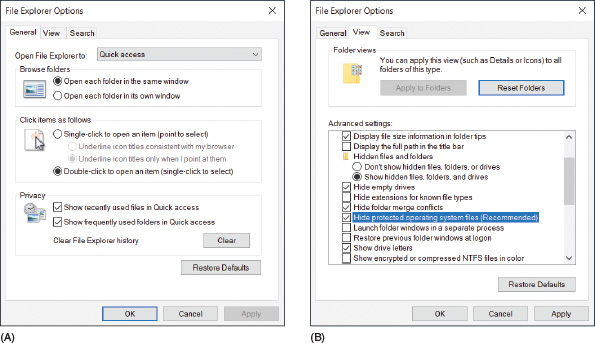 File Explorer Options
General
View
Search
Open File Explorer to:
Quick access
Browse folders
Open each folder in the same window
Open each folder in its own window
Click items as follows
Single-click to open an item (point to select)
Underline icon titles consistent with my browser
Underline icon titles only when I point at them
Double-click to open an item (single-click to select)
Privacy
Show recently used files in Quick access
Show frequently used folders in Quick access
Clear File Explorer history
Clear
Restore Defaults
OK
Cancel
Apply
(A)
File Explorer Options
General
View
Search
Folder views
You can apply this view (such as Details or Icons) to all
folders of this type.
Apply to Folders
Reset Folders
Advanced settings:
Display file size information in folder tips
Display the full path in the title bar
Hidden files and folders
Don't show hidden files, folders, or drives
Show hidden files, folders, and drives
Hide empty drives
Hide extensions for known file types
Hide folder merge conflicts
Hide protected operating system files (Recommended)
Launch folder windows in a separate process
Restore previous folder windows at logon
Show drive letters
Show encrypted or compressed NTFS files in color
Restore Defaults
OK
Cancel
Apply
(B)